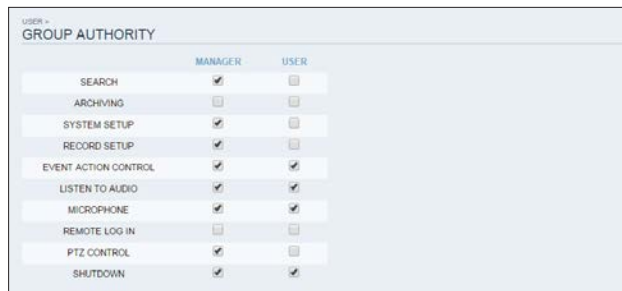 USER >
GROUP AUTHORITY
MANAGER USER
SEARCH
ARCHIVING
SYSTEM SETUP
RECORD SETUP
EVENT ACTION CONTROL
LISTEN TO AUDIO
MICROPHONE
REMOTE LOG IN
PTZ CONTROL
SHUTDOWN